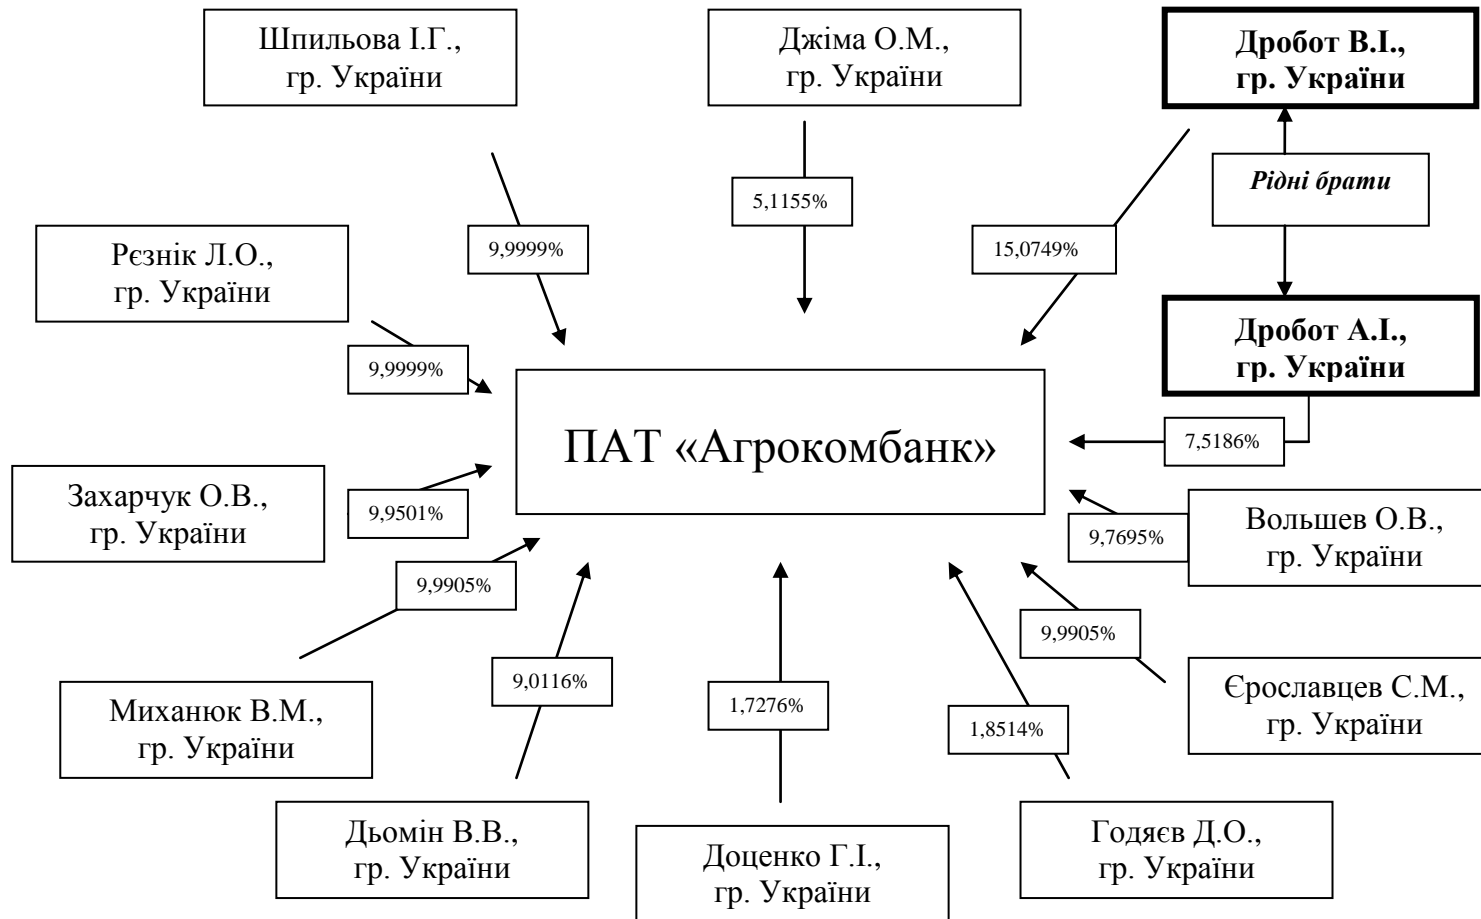 Шпильова І.Г.,
гр. України
Джіма О.М.,
гр. України
Дробот В.І.,
гр. України
Рідні брати
5,1155%
Рєзнік Л.О.,
гр. України
9,9999%
15,0749%
Дробот А.І.,
гр. України
9,9999%
ПАТ «Агрокомбанк»
7,5186%
Захарчук О.В.,
гр. України
9,9501%
Вольшев О.В.,
гр. України
9,7695%
9,9905%
9,9905%
Миханюк В.М.,
гр. України
9,0116%
1,7276%
1,8514%
Єрославцев С.М.,
гр. України
Дьомін В.В.,
гр. України
Доценко Г.І.,
гр. України
Годяєв Д.О.,
гр. України